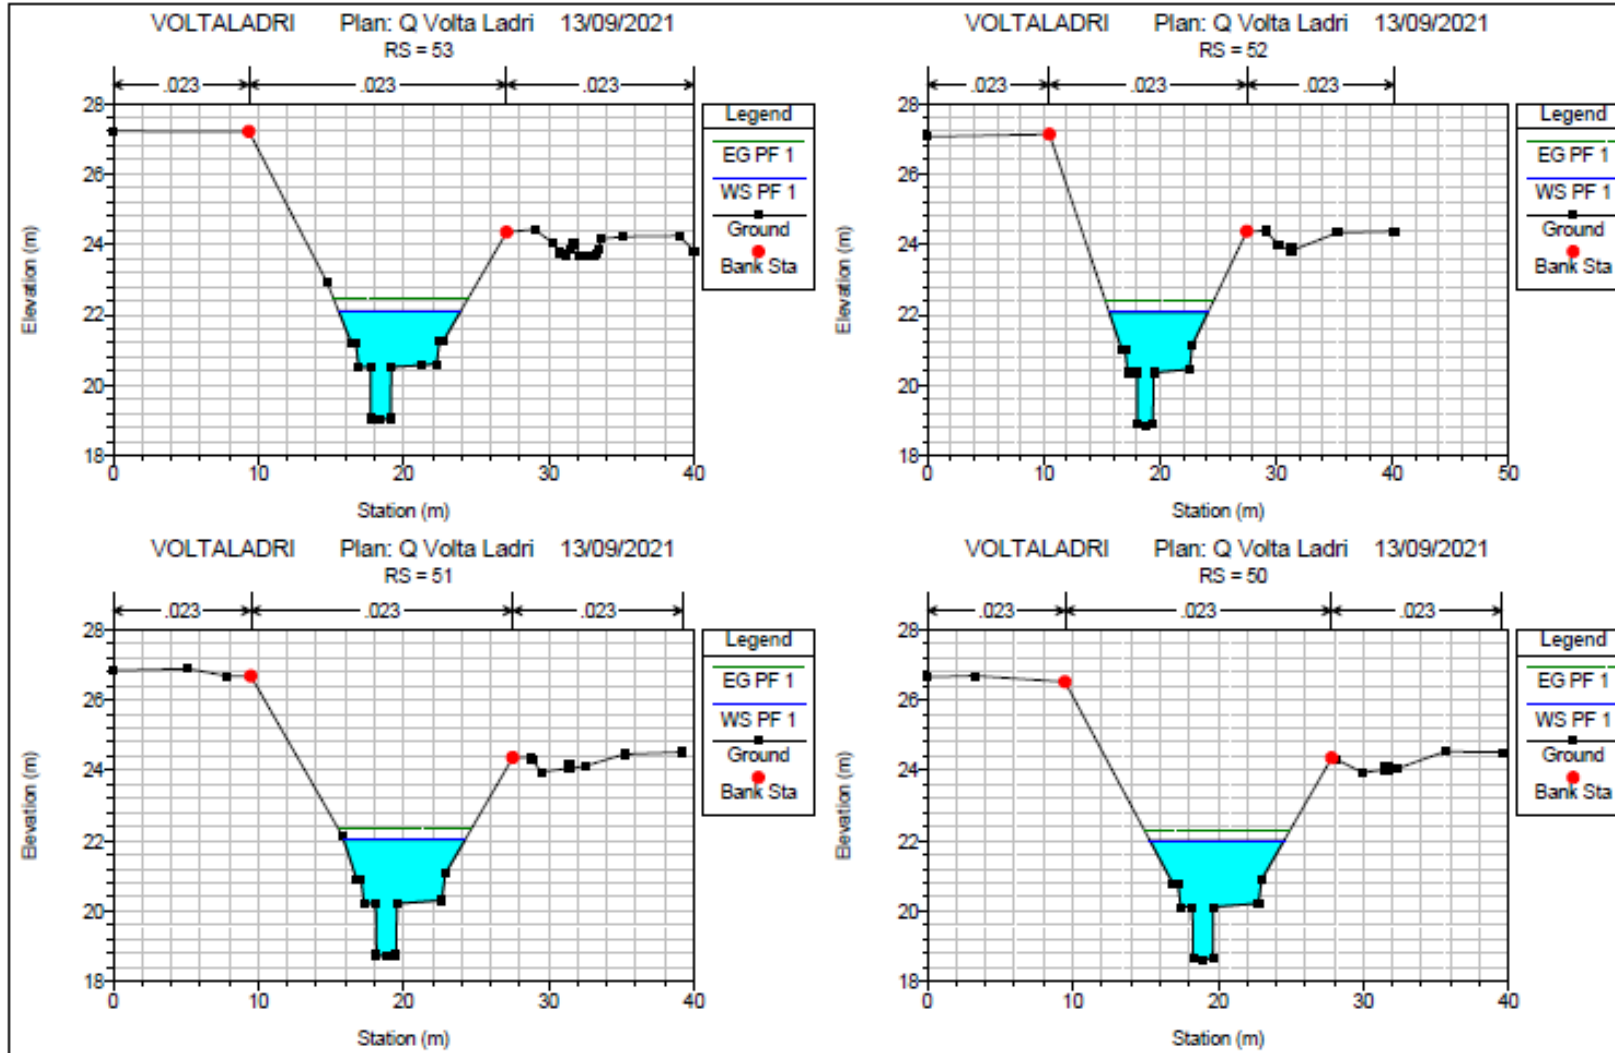 VOLTALADRI Plan: Q Volta Ladri 13/09/2021
RS = 53
.023 .023 .023
Legend
EG PF 1
WS PF 1
Ground
Bank Sta
Elevation (m)
28
26
24
22
20
18
0 10 20 30 40
Station (m)
VOLTALADRI Plan: Q Volta Ladri 13/09/2021
RS = 52
.023 .023 .023
Legend
EG PF 1
WS PF 1
Ground
Bank Sta
Elevation (m)
28
26
24
22
20
18
0 10 20 30 40 50
Station (m)
VOLTALADRI Plan: Q Volta Ladri 13/09/2021
RS = 51
.023 .023 .023
Legend
EG PF 1
WS PF 1
Ground
Bank Sta
Elevation (m)
28
26
24
22
20
18
0 10 20 30 40
Station (m)
VOLTALADRI Plan: Q Volta Ladri 13/09/2021
RS = 50
.023 .023 .023
Legend
EG PF 1
WS PF 1
Ground
Bank Sta
Elevation (m)
28
26
24
22
20
18
0 10 20 30 40
Station (m)